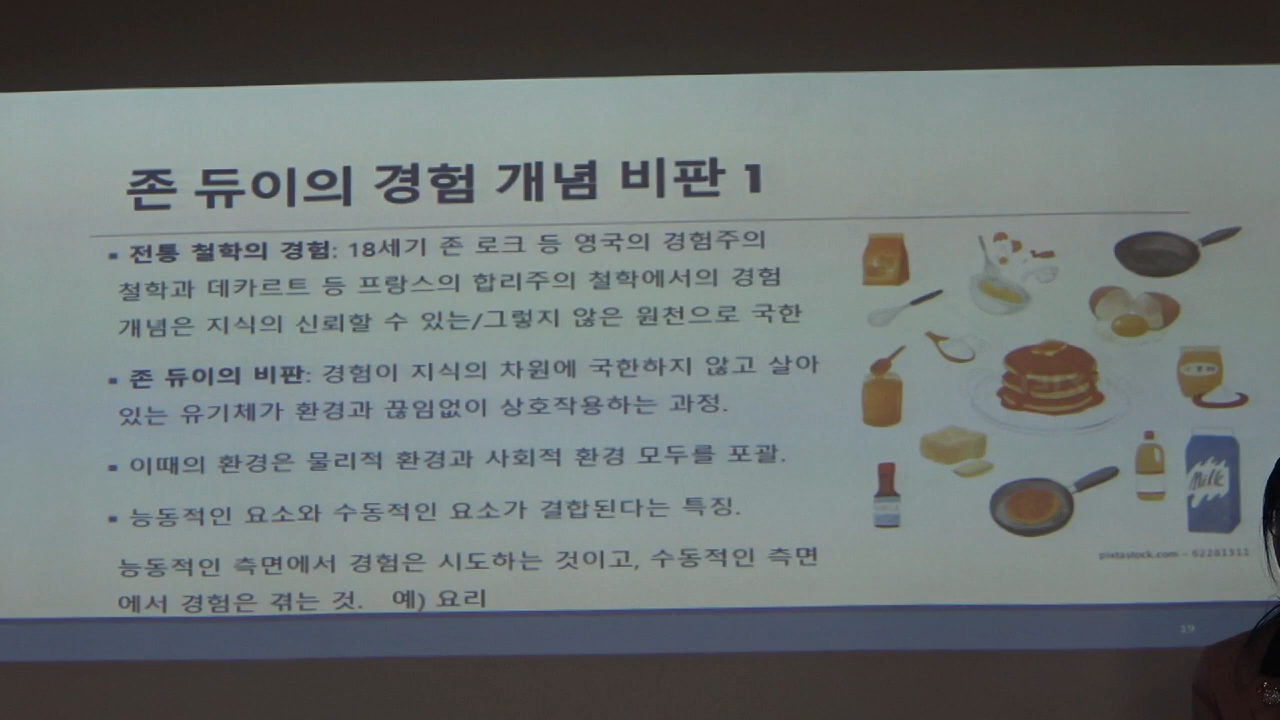 존 듀이의 경험 개념 비판 1
▪ 전통 철학의 경험: 18세기 존 로크 등 영국의 경험주의
철학과 데카르트 등 프랑스의 합리주의 철학에서의 경험
개념은 지식의 신뢰할 수 있는/그렇지 않은 원천으로 국한
▪ 존 듀이의 비판: 경험이 지식의 차원에 국한하지 않고 살아
있는 유기체가 환경과 끊임없이 상호작용하는 과정.
▪ 이때의 환경은 물리적 환경과 사회적 환경 모두를 포괄.
▪ 능동적인 요소와 수동적인 요소가 결합된다는 특징.
능동적인 측면에서 경험은 시도하는 것이고, 수동적인 측면
에서 경험은 겪는 것. 예) 요리
Milk
pixtastock.com - 62281311
19